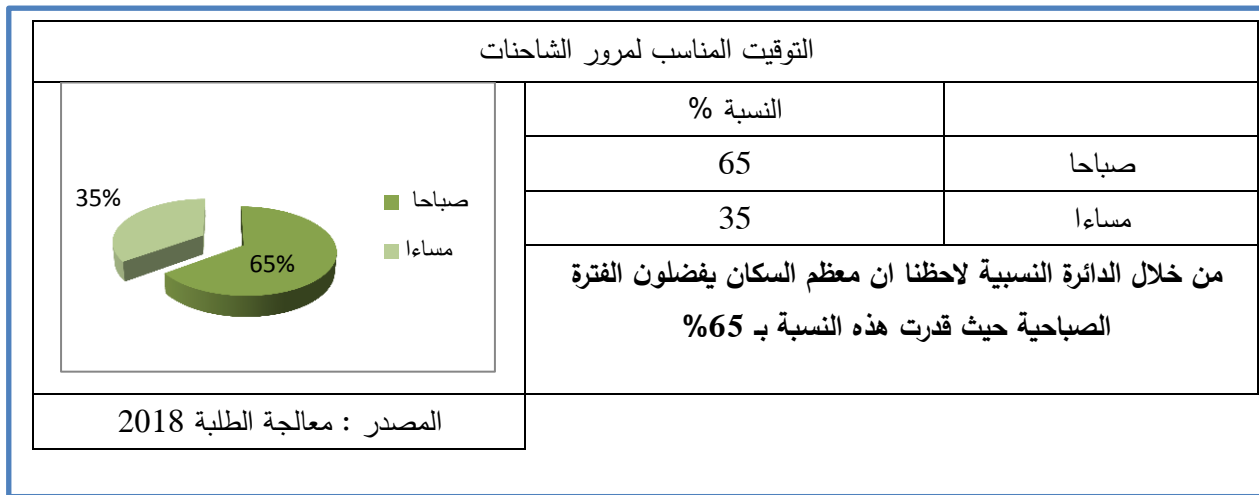 التوقيت المناسب لمرور الشاحنات
النسبة %
صباحا 65
مساءا 35
من خلال الدائرة النسبية لاحظنا ان معظم السكان يفضلون الفترة
الصباحية حيث قدرت هذه النسبة بـ 65%
35%
65%
صباحا
مساءا
المصدر : معالجة الطلبة 2018